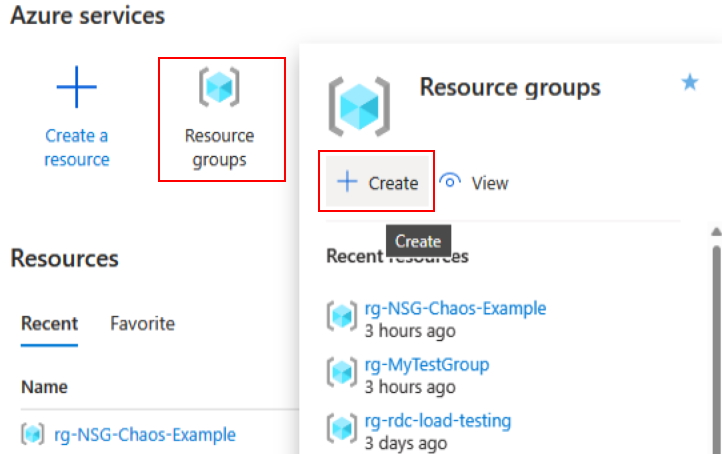 Azure services
Create a
resource
Resource
groups
Resource groups
Create
View
Create
Resources
Recent resources
Recent
Favorite
Name
rg-NSG-Chaos-Example
rg-NSG-Chaos-Example
3 hours ago
rg-MyTestGroup
3 hours ago
rg-rdc-load-testing
3 days ago